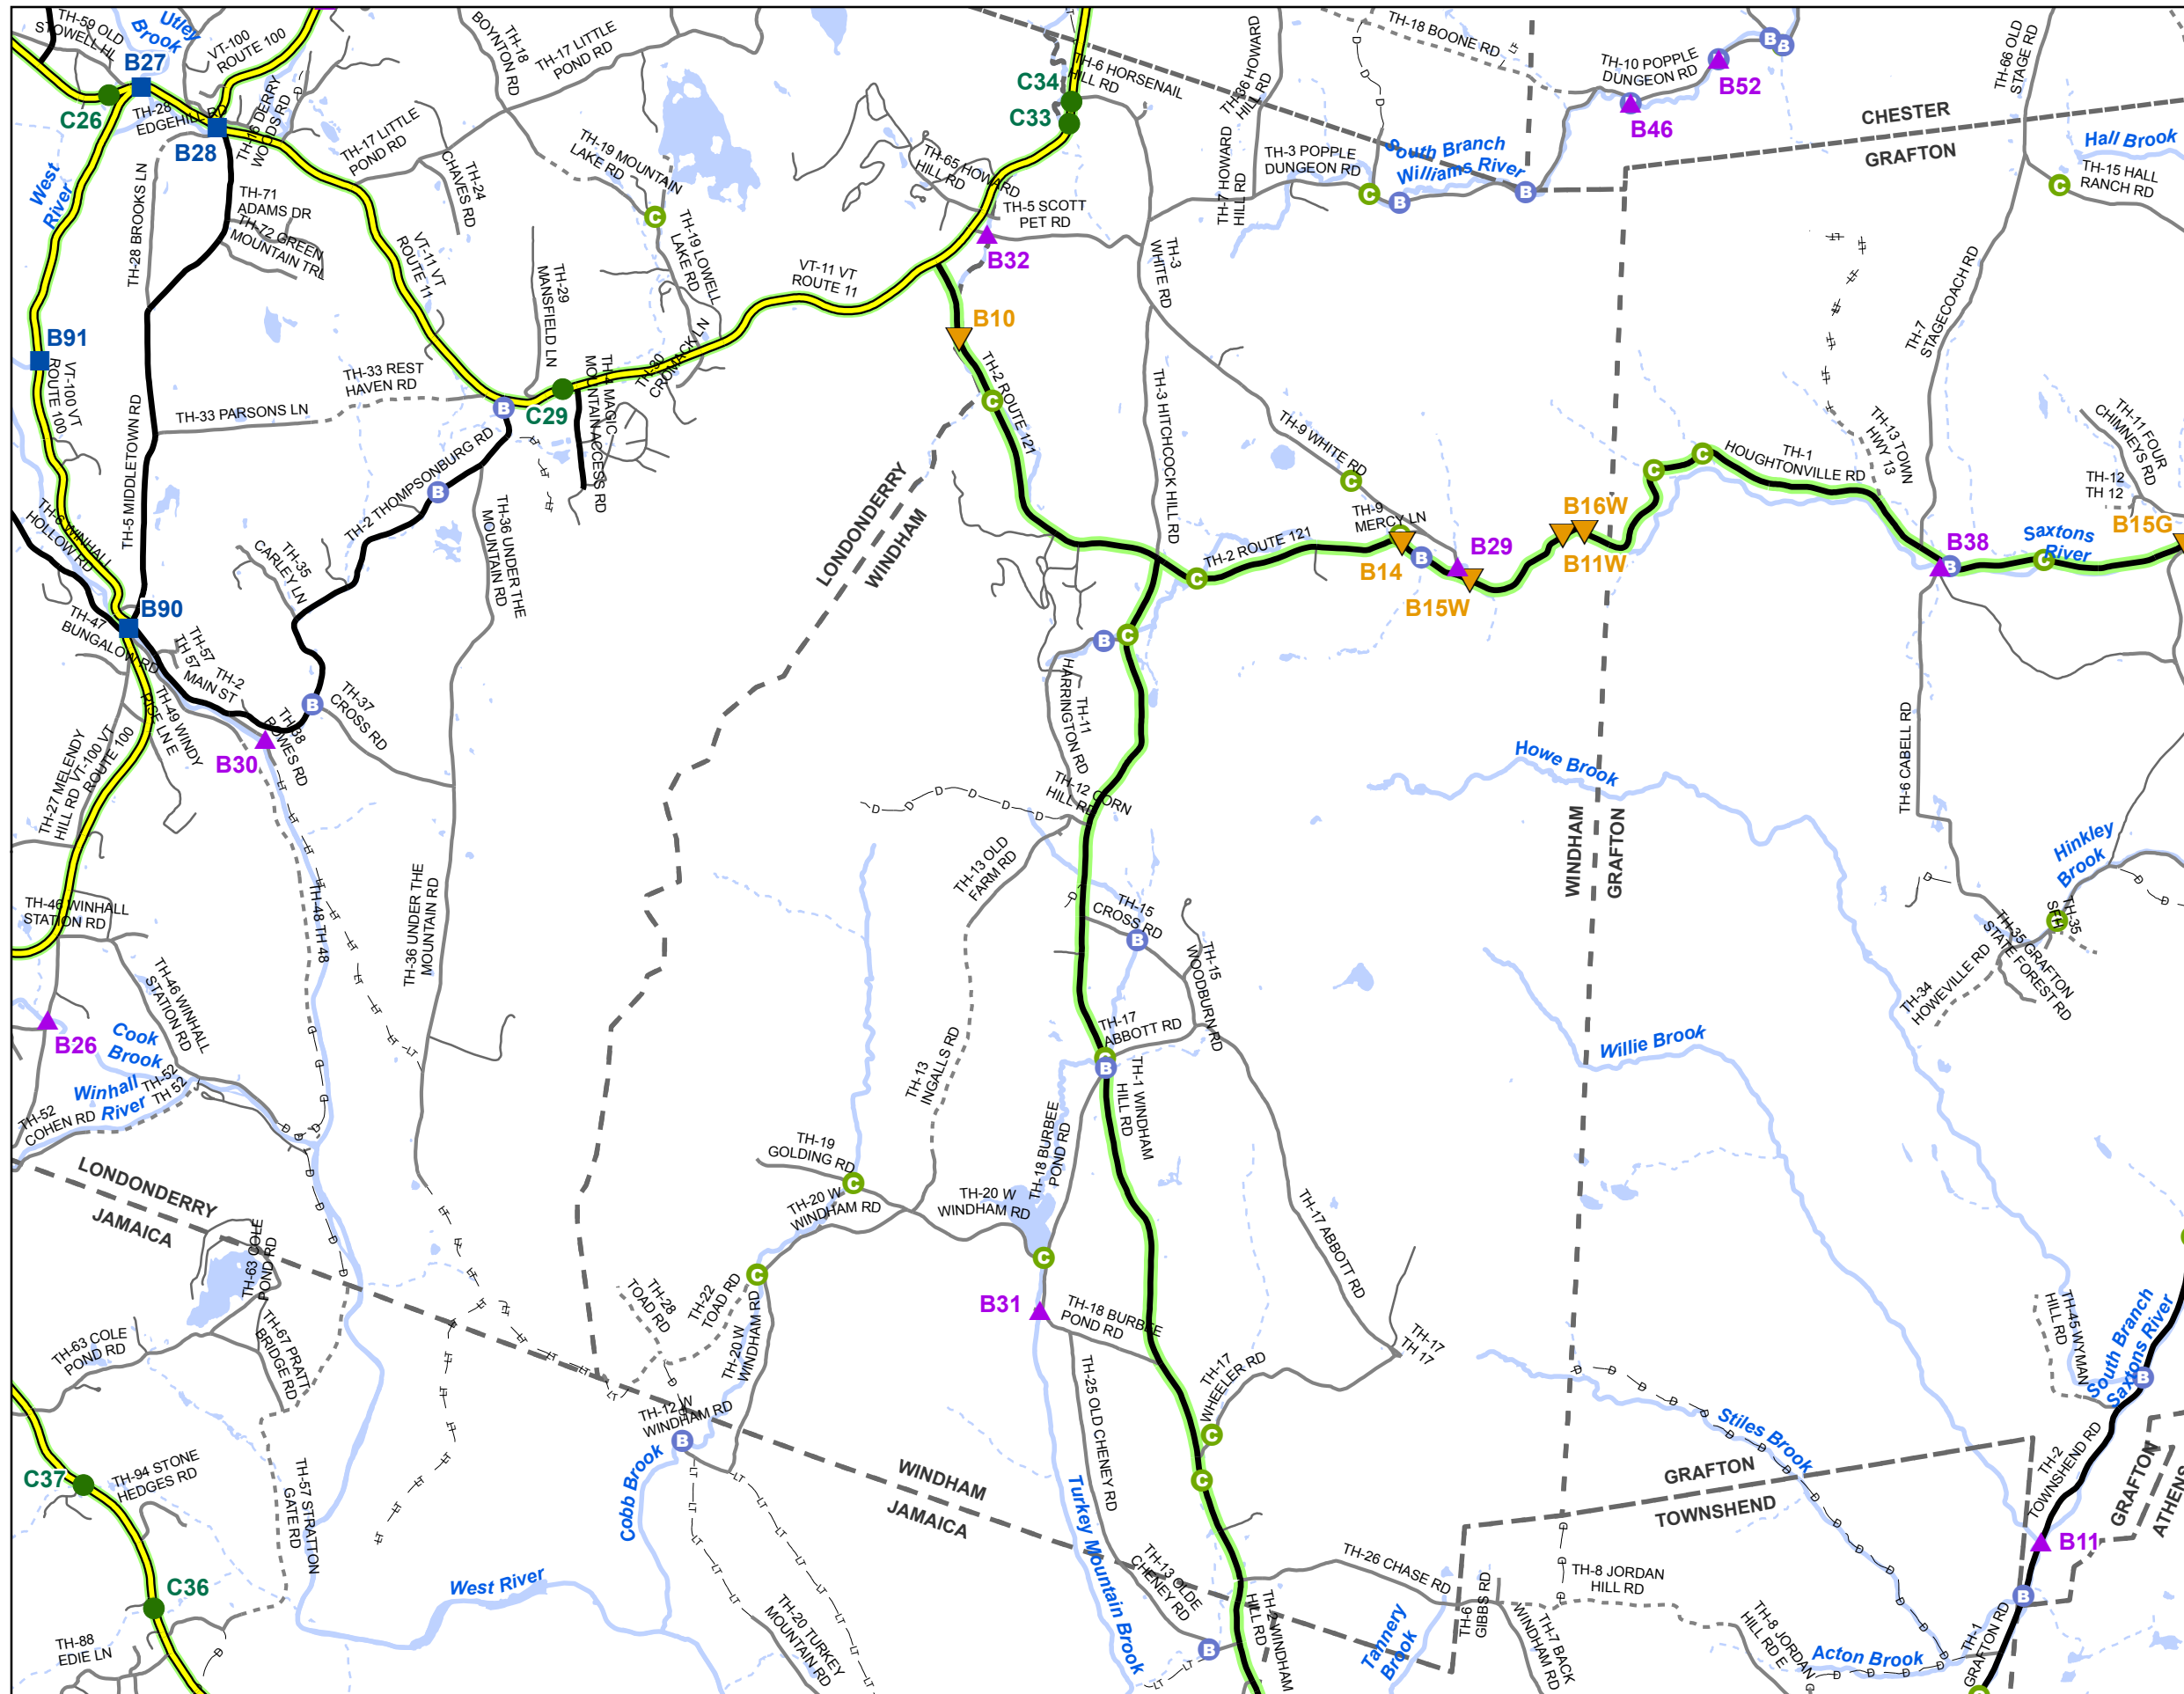 TH-59 OLD
STOWELL HL
Utley
Brook
VT-100
ROUTE 100
B27
C26
TH-28
EDGEHILL RD
B28
TH-16 DERRY
WOODS RD
D
TH-18
BOYNTON RD
TH-17 LITTLE
POND RD
TH-17 LITTLE
POND RD
TH-24
CHAVES RD
TH-19 MOUNTAIN
LAKE RD
C
TH-19 LOWELL
LAKE RD
C34
C33
TH-6 HORSENAIL
HILL RD
TH-65 HOWARD
HILL RD
TH-5 SCOTT
PET RD
B32
TH-36 HOWARD
HILL RD
TH-7 HOWARD
HILL RD
TH-3 POPPLE
DUNGEON RD
C
B
South Branch
Williams River
B
TH-18 BOONE RD
LF
TH-10 POPPLE
DUNGEON RD
B52
B46
B
B
CHESTER
GRAFTON
TH-66 OLD
STAGE RD
Hall Brook
C
TH-15 HALL
RANCH RD
West
River
TH-28 BROOKS LN
TH-71
ADAMS DR
TH-72 GREEN
MOUNTAIN TRL
VT-11 VT
ROUTE 11
TH-29
MANSFIELD LN
VT-11 VT
ROUTE 11
TH-3
WHITE RD
TH-7
STAGECOACH RD
B91
VT-100 VT
ROUTE 100
B10
TH-33 REST
HAVEN RD
TH-33 PARSONS LN
B
C29
TH-4 MAGIC
MOUNTAIN ACCESS RD
TH-30
CROMACK LN
TH-2 ROUTE 121
C
TH-3 HITCHCOCK HILL RD
TH-9 WHITE RD
C
TH-9
MERCY LN
C
C
TH-1
HOUGHTONVILLE RD
TH-13 TOWN
HWY 13
TH-11 FOUR
CHIMNEYS RD
TH-12
TH 12
B15G
TH-5 MIDDLETOWN RD
TH-2 THOMPSONBURG RD
B
TH-36 UNDER THE
MOUNTAIN RD
LONDONDERRY
WINDHAM
TH-6 WINHALL
HOLLOW RD
TH-35
CARLEY LN
TH-2 ROUTE 121
C
B14
B
B29
B15W
B16W
B11W
B38
B
Saxtons
River
C
B90
TH-47
BUNGALOW RD
TH-57
TH 57
TH-2
MAIN ST
B
C
B
TH-37
CROSS RD
TH-38
BOWES RD
B30
TH-49 WINDY
RISE LN E
VT-100 VT
ROUTE 100
TH-27 MELENDY
HILL RD
TH-11
HARRINGTON RD
TH-12 CORN
HILL RD
Howe Brook
TH-6 CABELL RD
WINDHAM
GRAFTON
Hinkley
Brook
TH-13 OLD
FARM RD
TH-46 WINHALL
STATION RD
TH-48 TH 48
TH-36 UNDER THE
MOUNTAIN RD
TH-15
CROSS RD
B
TH-15
WOODBURN RD
C
TH-35
SFH
TH-35 GRAFTON
STATE FOREST RD
TH-34
HOWEVILLE RD
TH-46 WINHALL
STATION RD
B26
Cook
Brook
Winhall
River
TH-52
TH 52
TH-52
COHEN RD
TH-13
INGALLS RD
TH-17
ABBOTT RD
B
TH-1 WINDHAM
HILL RD
Willie Brook
LONDONDERRY
JAMAICA
TH-19
GOLDING RD
C
TH-20 W
WINDHAM RD
TH-20 W
WINDHAM RD
TH-18 BURBEE
POND RD
C
TH-17 ABBOTT RD
TH-63 COLE
POND RD
TH-63 COLE
POND RD
TH-67 PRATT
BRIDGE RD
TH-28
TOAD RD
TH-22
TOAD RD
C
TH-20 W
WINDHAM RD
B31
TH-18 BURBEE
POND RD
TH-17
TH 17
TH-17
WHEELER RD
C
C
TH-45 WYMAN
HILL RD
South Branch
Saxtons River
B
TH-12 W
WINDHAM RD
B
Cobb Brook
TH-25 OLD CHENEY RD
Stiles Brook
GRAFTON
TOWNSHEND
TH-2
TOWNSHEND RD
GRAFTON
ATHENS
C37
TH-94 STONE
HEDGES RD
TH-57 STRATTON
GATE RD
WINDHAM
JAMAICA
Turkey Mountain Brook
B11
C36
West River
TH-13 OLDE
CHENEY RD
TH-26 CHASE RD
TH-6
GIBBS RD
TH-8 JORDAN
HILL RD
B
TH-88
EDIE LN
TH-20 TURKEY
MOUNTAIN RD
B
TH-2 WINDHAM
HILL RD
Tannery
Brook
TH-7 BACK
WINDHAM RD
TH-8 JORDAN
HILL RD E
Acton Brook
TH-1
GRAFTON RD